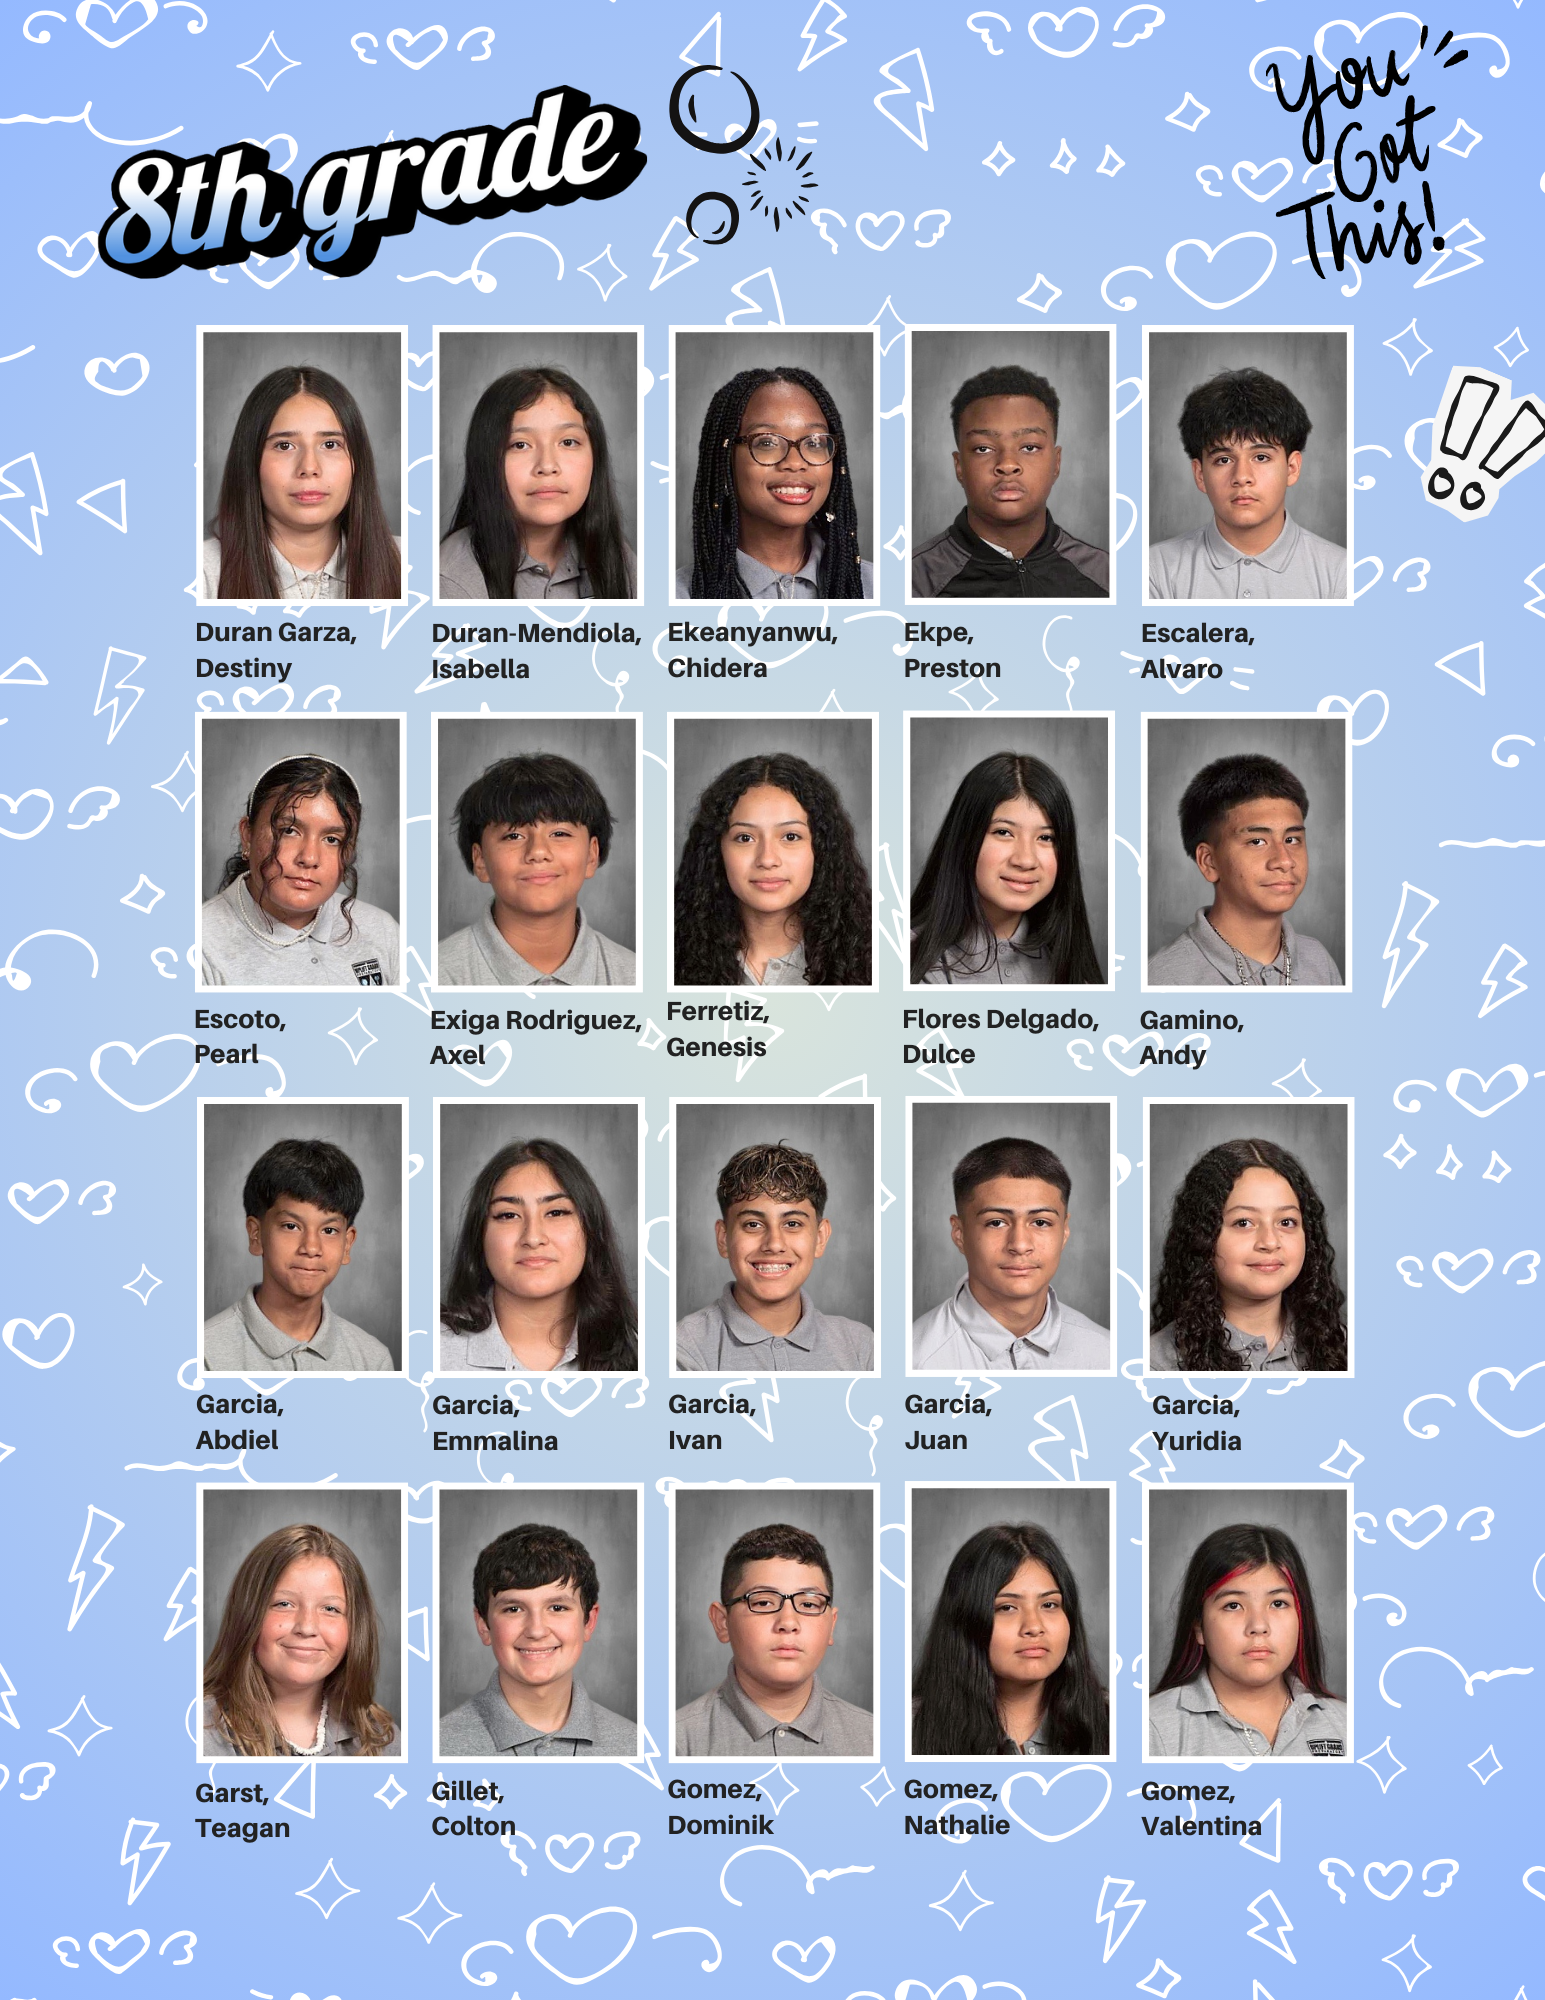 8th grade
You
Got
This!
Duran Garza,
Destiny
Duran-Mendiola,
Isabella
Ekeanyanwu,
Chidera
Ekpe,
Preston
Escalera,
Alvaro
Escoto,
Pearl
Exiga Rodriguez,
Axel
Ferretiz,
Genesis
Flores Delgado,
Dulce
Gamino,
Andy
Garcia,
Abdiel
Garcia,
Emmalina
Garcia,
Ivan
Garcia,
Juan
Garcia,
Yuridia
Garst,
Teagan
Gillet,
Colton
Gomez,
Dominik
Gomez,
Nathalie
Gomez,
Valentina